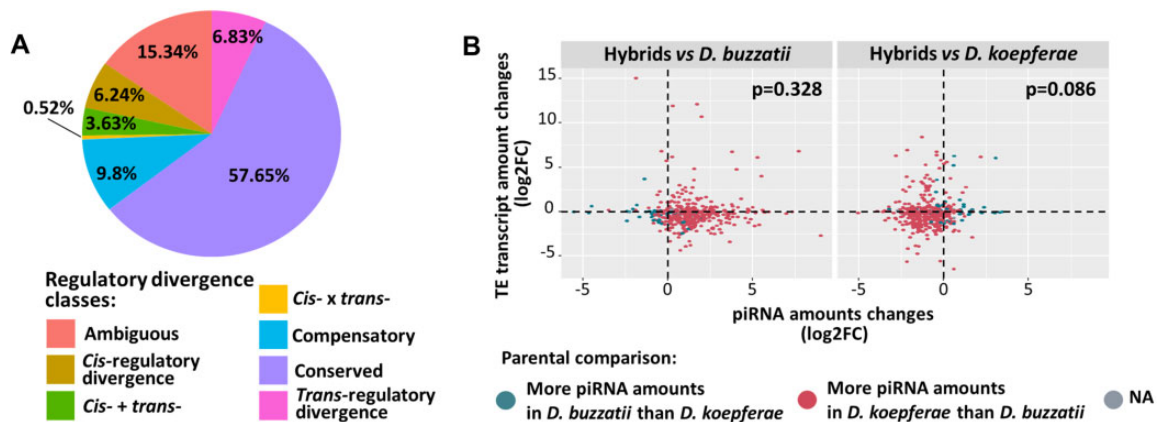 A
15.34%
6.83%
6.24%
0.52%
3.63%
9.8%
57.65%
Regulatory divergence
classes:
Ambiguous
Cis-regulatory
divergence
Cis- + trans-
Cis- x trans-
Compensatory
Conserved
Trans-regulatory
divergence
B
Hybrids vs D. buzzatii
Hybrids vs D. koepferae
p=0.328
p=0.086
TE transcript amount changes
(log2FC)
15
10
5
0
-5
-5
0
5
-5
0
5
piRNA amounts changes
(log2FC)
Parental comparison:
More piRNA amounts
in D. buzzatii than D. koepferae
More piRNA amounts
in D. koepferae than D. buzzatii
NA